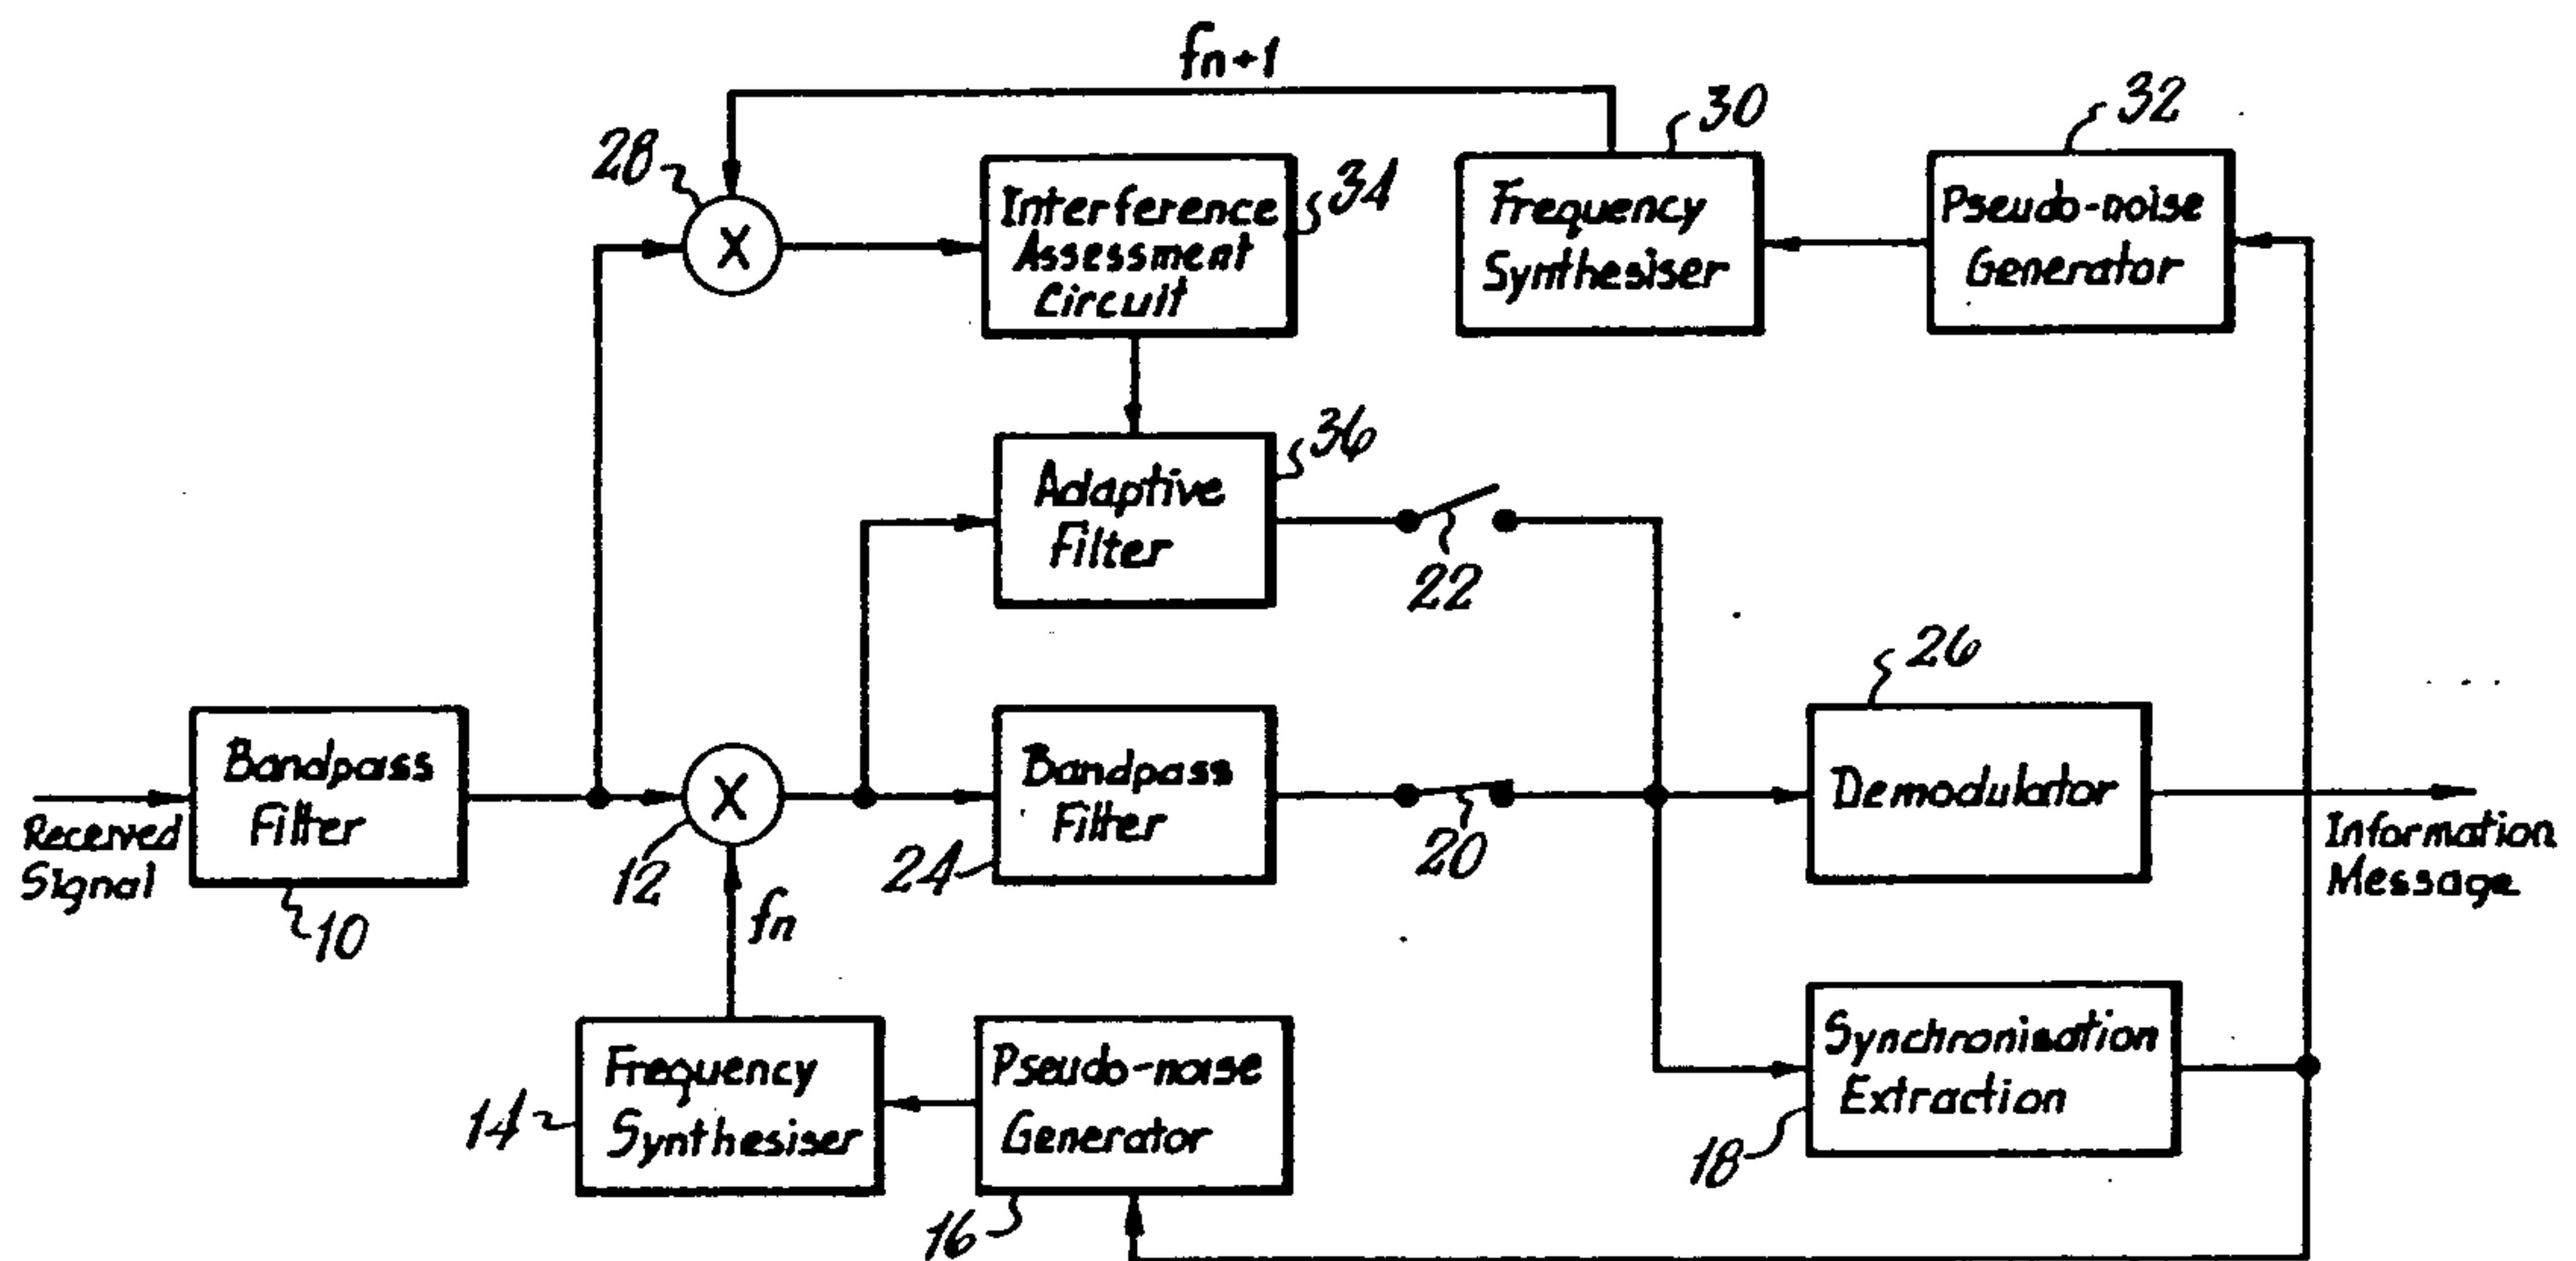 fn+1
28
X
Interference
Assessment
Circuit
34
Frequency
Synthesiser
30
Pseudo-noise
Generator
32
Adaptive
Filter
36
22
Received
Signal
Bandpass
Filter
10
X
12
fn
Bandpass
Filter
24
20
Demodulator
26
Information
Message
Frequency
Synthesiser
14
Pseudo-noise
Generator
16
Synchronisation
Extraction
18